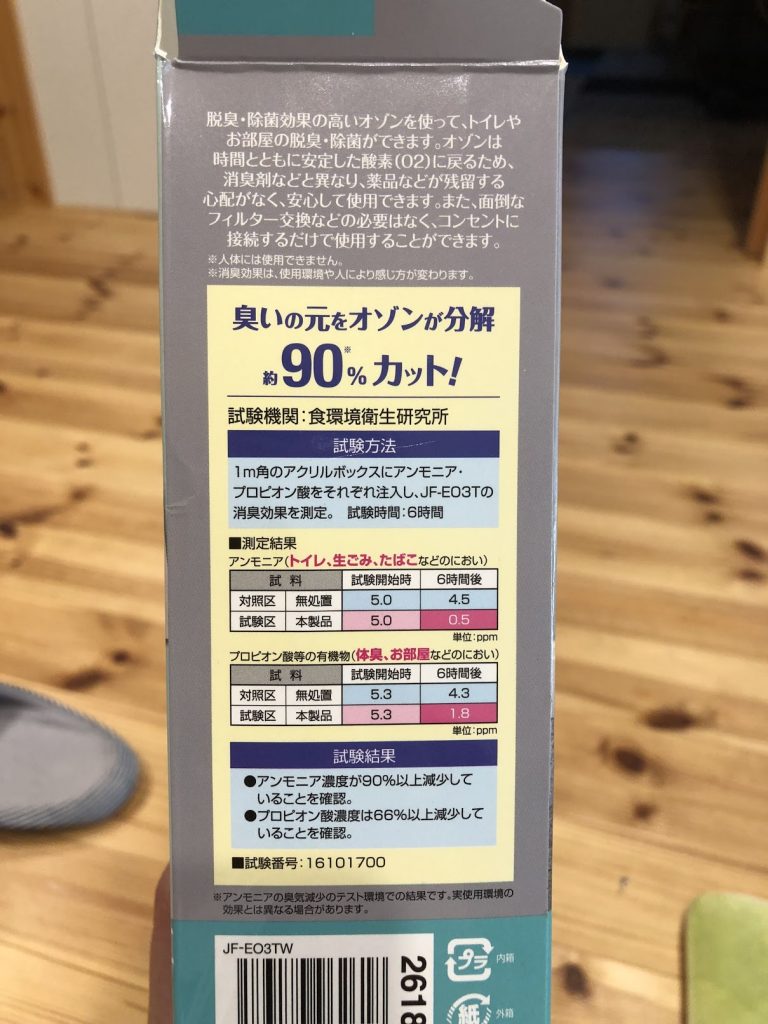 脱臭・除菌効果の高いオゾンを使って、トイレや
お部屋の脱臭・除菌ができます。オゾンは
時間とともに安定した酸素(O2)に戻るため、
消臭剤などと異なり、薬品などが残留する
心配がなく、安心して使用できます。また、面倒な
フィルター交換などの必要はなく、コンセントに
接続するだけで使用することができます。
※人体には使用できません。
※消臭効果は、使用環境や人により感じ方が変わります。
臭いの元をオゾンが分解
約90%※カット!
試験機関:食環境衛生研究所
試験方法
1m角のアクリルボックスにアンモニア・
プロピオン酸をそれぞれ注入し、JF-EO3Tの
消臭効果を測定。 試験時間:6時間
■測定結果
アンモニア(トイレ、生ごみ、たばこなどのにおい)
試料 試験開始時 6時間後
対照区 無処置 5.0 4.5
試験区 本製品 5.0 0.5
単位:ppm
プロピオン酸等の有機物(体臭、お部屋などのにおい)
試料 試験開始時 6時間後
対照区 無処置 5.3 4.3
試験区 本製品 5.3 1.8
単位:ppm
試験結果
●アンモニア濃度が90%以上減少して
いることを確認。
●プロピオン酸濃度は66%以上減少して
いることを確認。
■試験番号:16101700
※アンモニアの臭気減少のテスト環境での結果です。実使用環境の
効果とは異なる場合があります。
JF-EO3TW
2618
プラ 内箱
紙 外箱